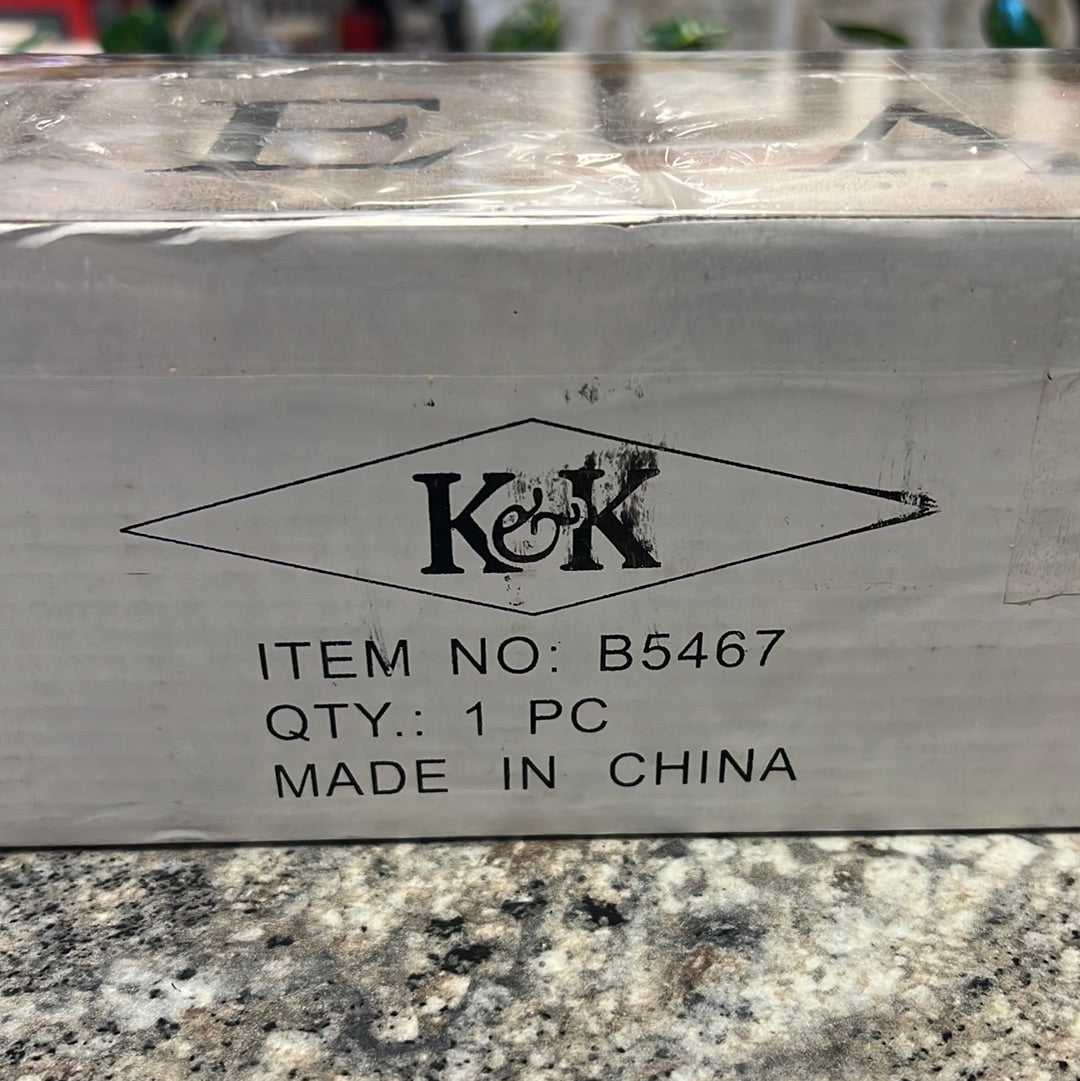 K&K
ITEM NO: B5467
QTY.: 1 PC
MADE IN CHINA